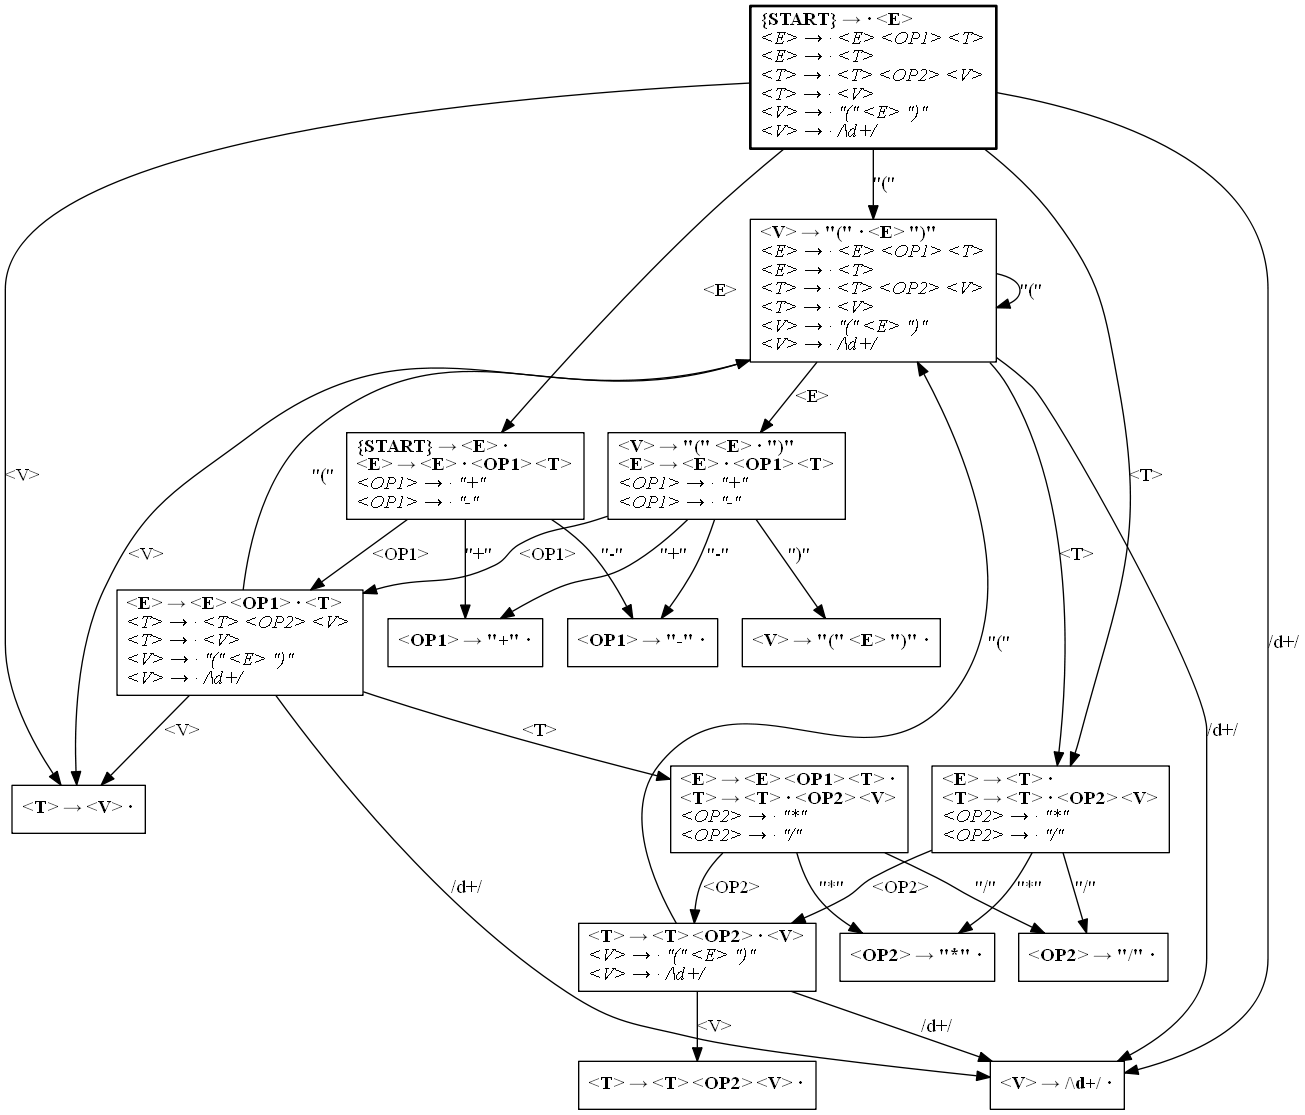 {START} → · <E>
<E> → · <E> <OP1> <T>
<E> → · <T>
<T> → · <T> <OP2> <V>
<T> → · <V>
<V> → · "(" <E> ")"
<V> → · /\d+/
"("
<V> → "(" · <E> ")"
<E> → · <E> <OP1> <T>
<E> → · <T>
<T> → · <T> <OP2> <V>
<T> → · <V>
<V> → · "(" <E> ")"
<V> → · /\d+/
<E>
"("
<E>
{START} → <E> ·
<E> → <E> · <OP1> <T>
<OP1> → · "+"
<OP1> → · "-"
<V> → "(" <E> · ")"
<E> → <E> · <OP1> <T>
<OP1> → · "+"
<OP1> → · "-"
<V>
"("
<T>
<V>
<OP1>
"+"
<OP1>
"-"
"+"
"-"
")"
<T>
<E> → <E> <OP1> · <T>
<T> → · <T> <OP2> <V>
<T> → · <V>
<V> → · "(" <E> ")"
<V> → · /\d+/
<OP1> → "+" ·
<OP1> → "-" ·
<V> → "(" <E> ")" ·
"("
/d+/
<V>
<T>
/d+/
<T> → <V> ·
<E> → <E> <OP1> <T> ·
<T> → <T> · <OP2> <V>
<OP2> → · "*"
<OP2> → · "/"
<E> → <T> ·
<T> → <T> · <OP2> <V>
<OP2> → · "*"
<OP2> → · "/"
/d+/
<OP2>
"*"
<OP2>
"/"
"*"
"/"
<T> → <T> <OP2> · <V>
<V> → · "(" <E> ")"
<V> → · /\d+/
<OP2> → "*" ·
<OP2> → "/" ·
<V>
/d+/
<T> → <T> <OP2> <V> ·
<V> → /\d+/ ·